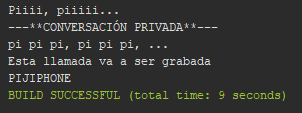 Piiii, piiiii...
---**CONVERSACIÓN PRIVADA**---
pi pi pi, pi pi pi, ...
Esta llamada va a ser grabada
PIJIPHONE
BUILD SUCCESSFUL (total time: 9 seconds)